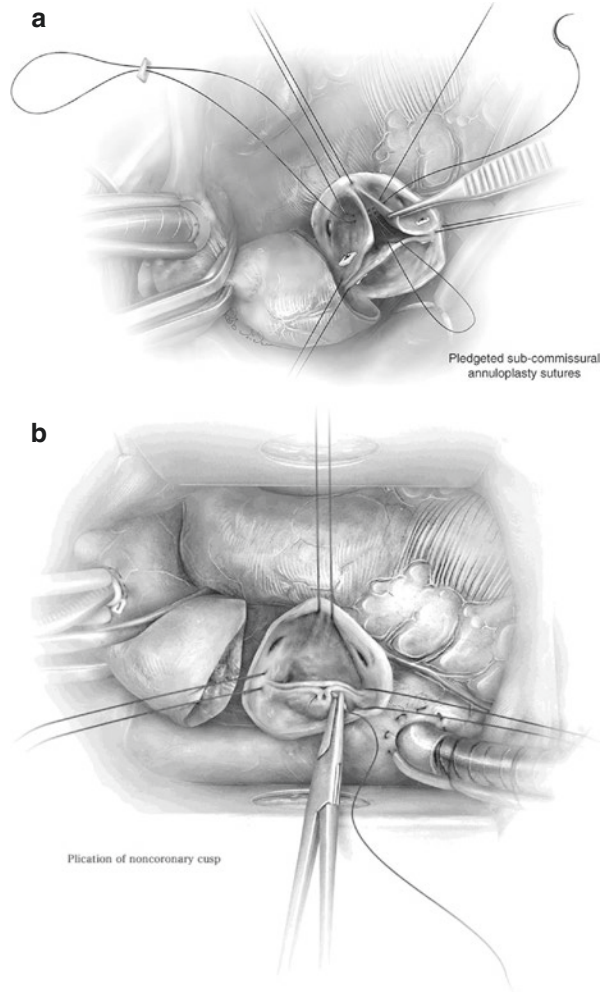 a
Pledgeted sub-commissural
annuloplasty sutures
b
Plication of noncoronary cusp